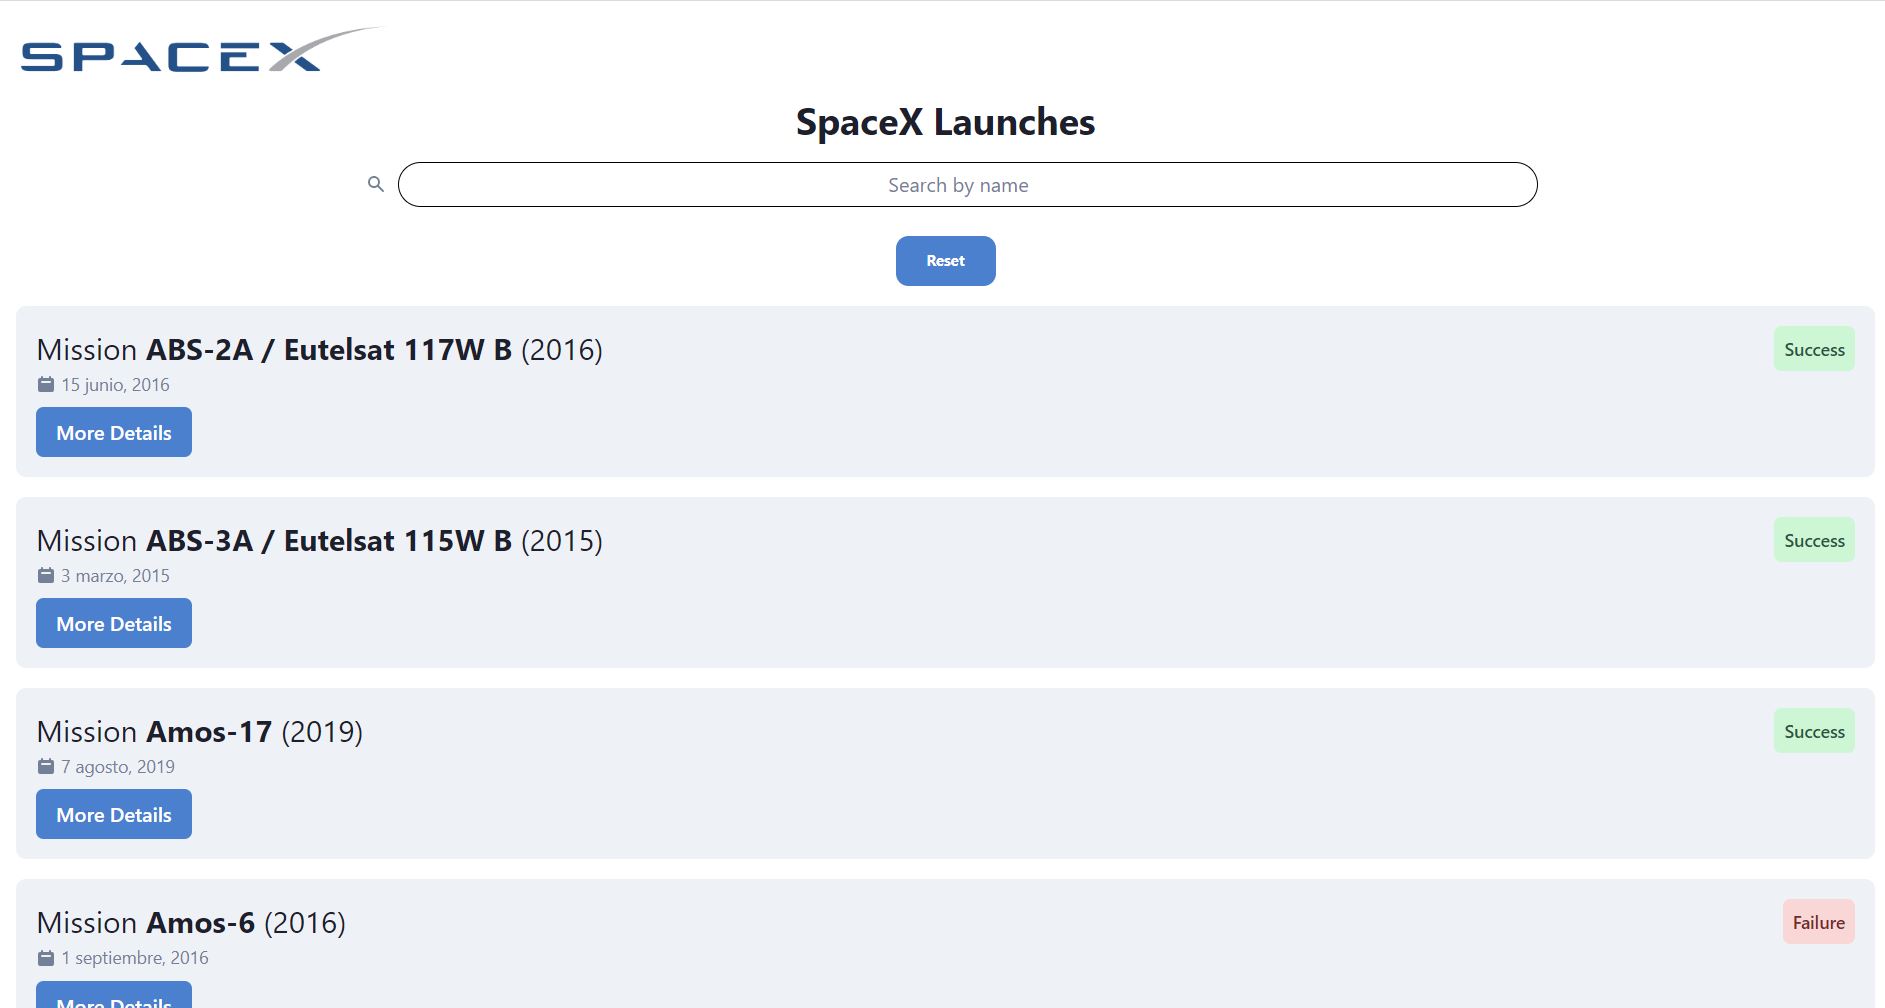 SPACEX
SpaceX Launches
Search by name
Reset
Mission ABS-2A / Eutelsat 117W B (2016)
Success
15 junio, 2016
More Details
Mission ABS-3A / Eutelsat 115W B (2015)
Success
3 marzo, 2015
More Details
Mission Amos-17 (2019)
Success
7 agosto, 2019
More Details
Mission Amos-6 (2016)
Failure
1 septiembre, 2016
More Details